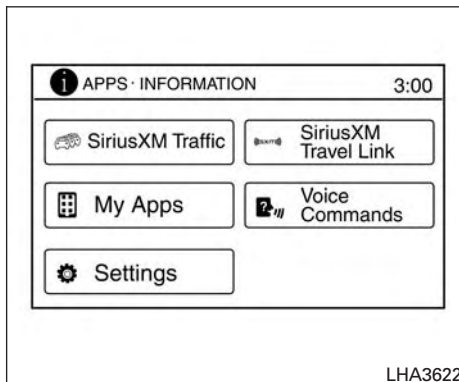 i APPS · INFORMATION 3:00
SiriusXM Traffic
SiriusXM
Travel Link
My Apps
? Voice
Commands
Settings
LHA3622